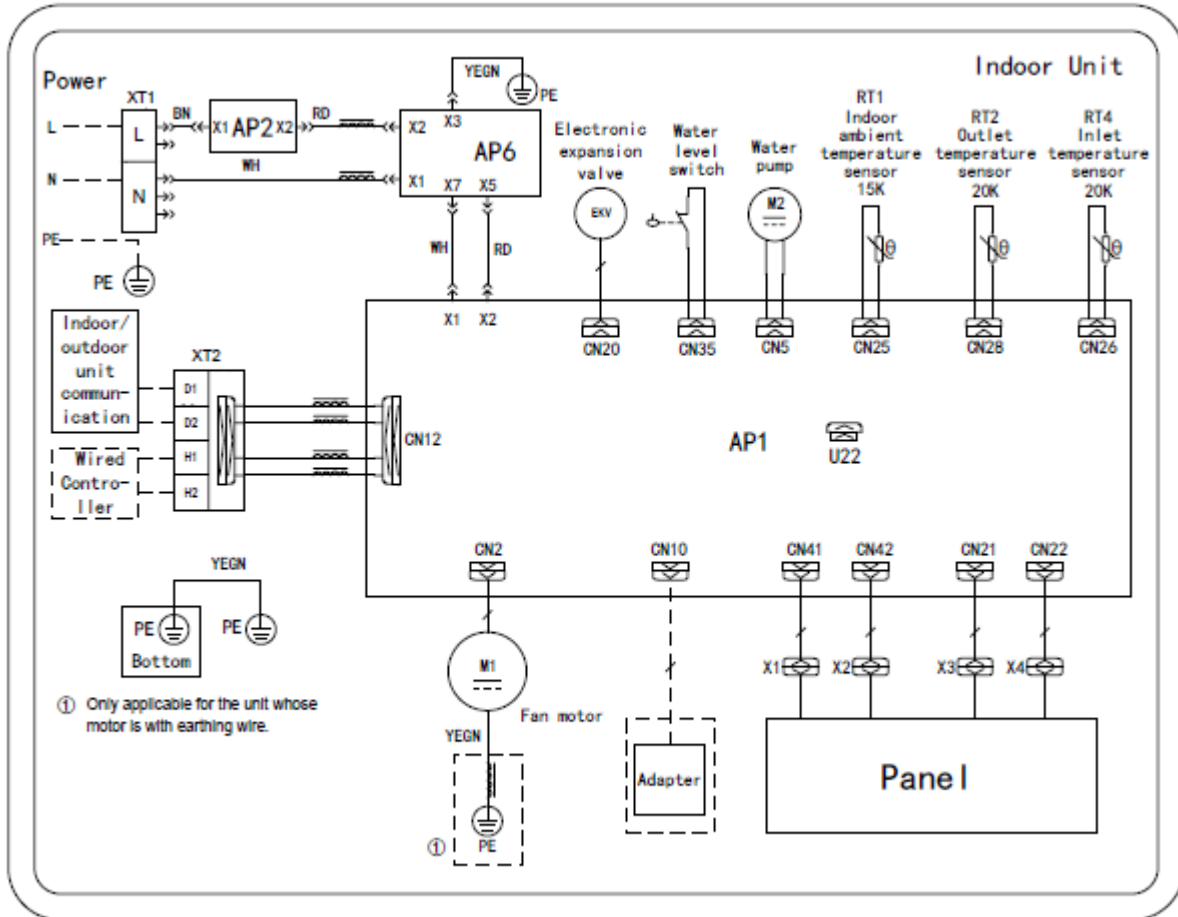 Indoor Unit
Power
XT1
L
N
PE
PE
L
N
BN
X1 AP2 X2
RD
WH
YEGN
PE
X2
X3
AP6
X1
X7
X5
WH
RD
X1
X2
Electronic
expansion
valve
EKV
CN20
Water
level
switch
CN35
Water
pump
M2
CN5
RT1
Indoor
ambient
temperature
sensor
15K
θ
CN25
RT2
Outlet
temperature
sensor
20K
θ
CN28
RT4
Inlet
temperature
sensor
20K
θ
CN26
Indoor/
outdoor
unit
commun-
ication
Wired
Contro-
ller
XT2
D1
D2
H1
H2
CN12
AP1
U22
CN2
CN10
CN41
CN42
CN21
CN22
YEGN
PE
Bottom
PE
① Only applicable for the unit whose
motor is with earthing wire.
M1
Fan motor
YEGN
①
PE
Adapter
X1
X2
X3
X4
Panel